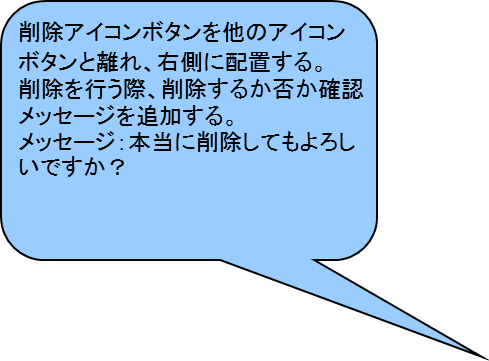 削除アイコンボタンを他のアイコン
ボタンと離れ、右側に配置する。
削除を行う際、削除するか否か確認
メッセージを追加する。
メッセージ：本当に削除してもよろし
いですか？